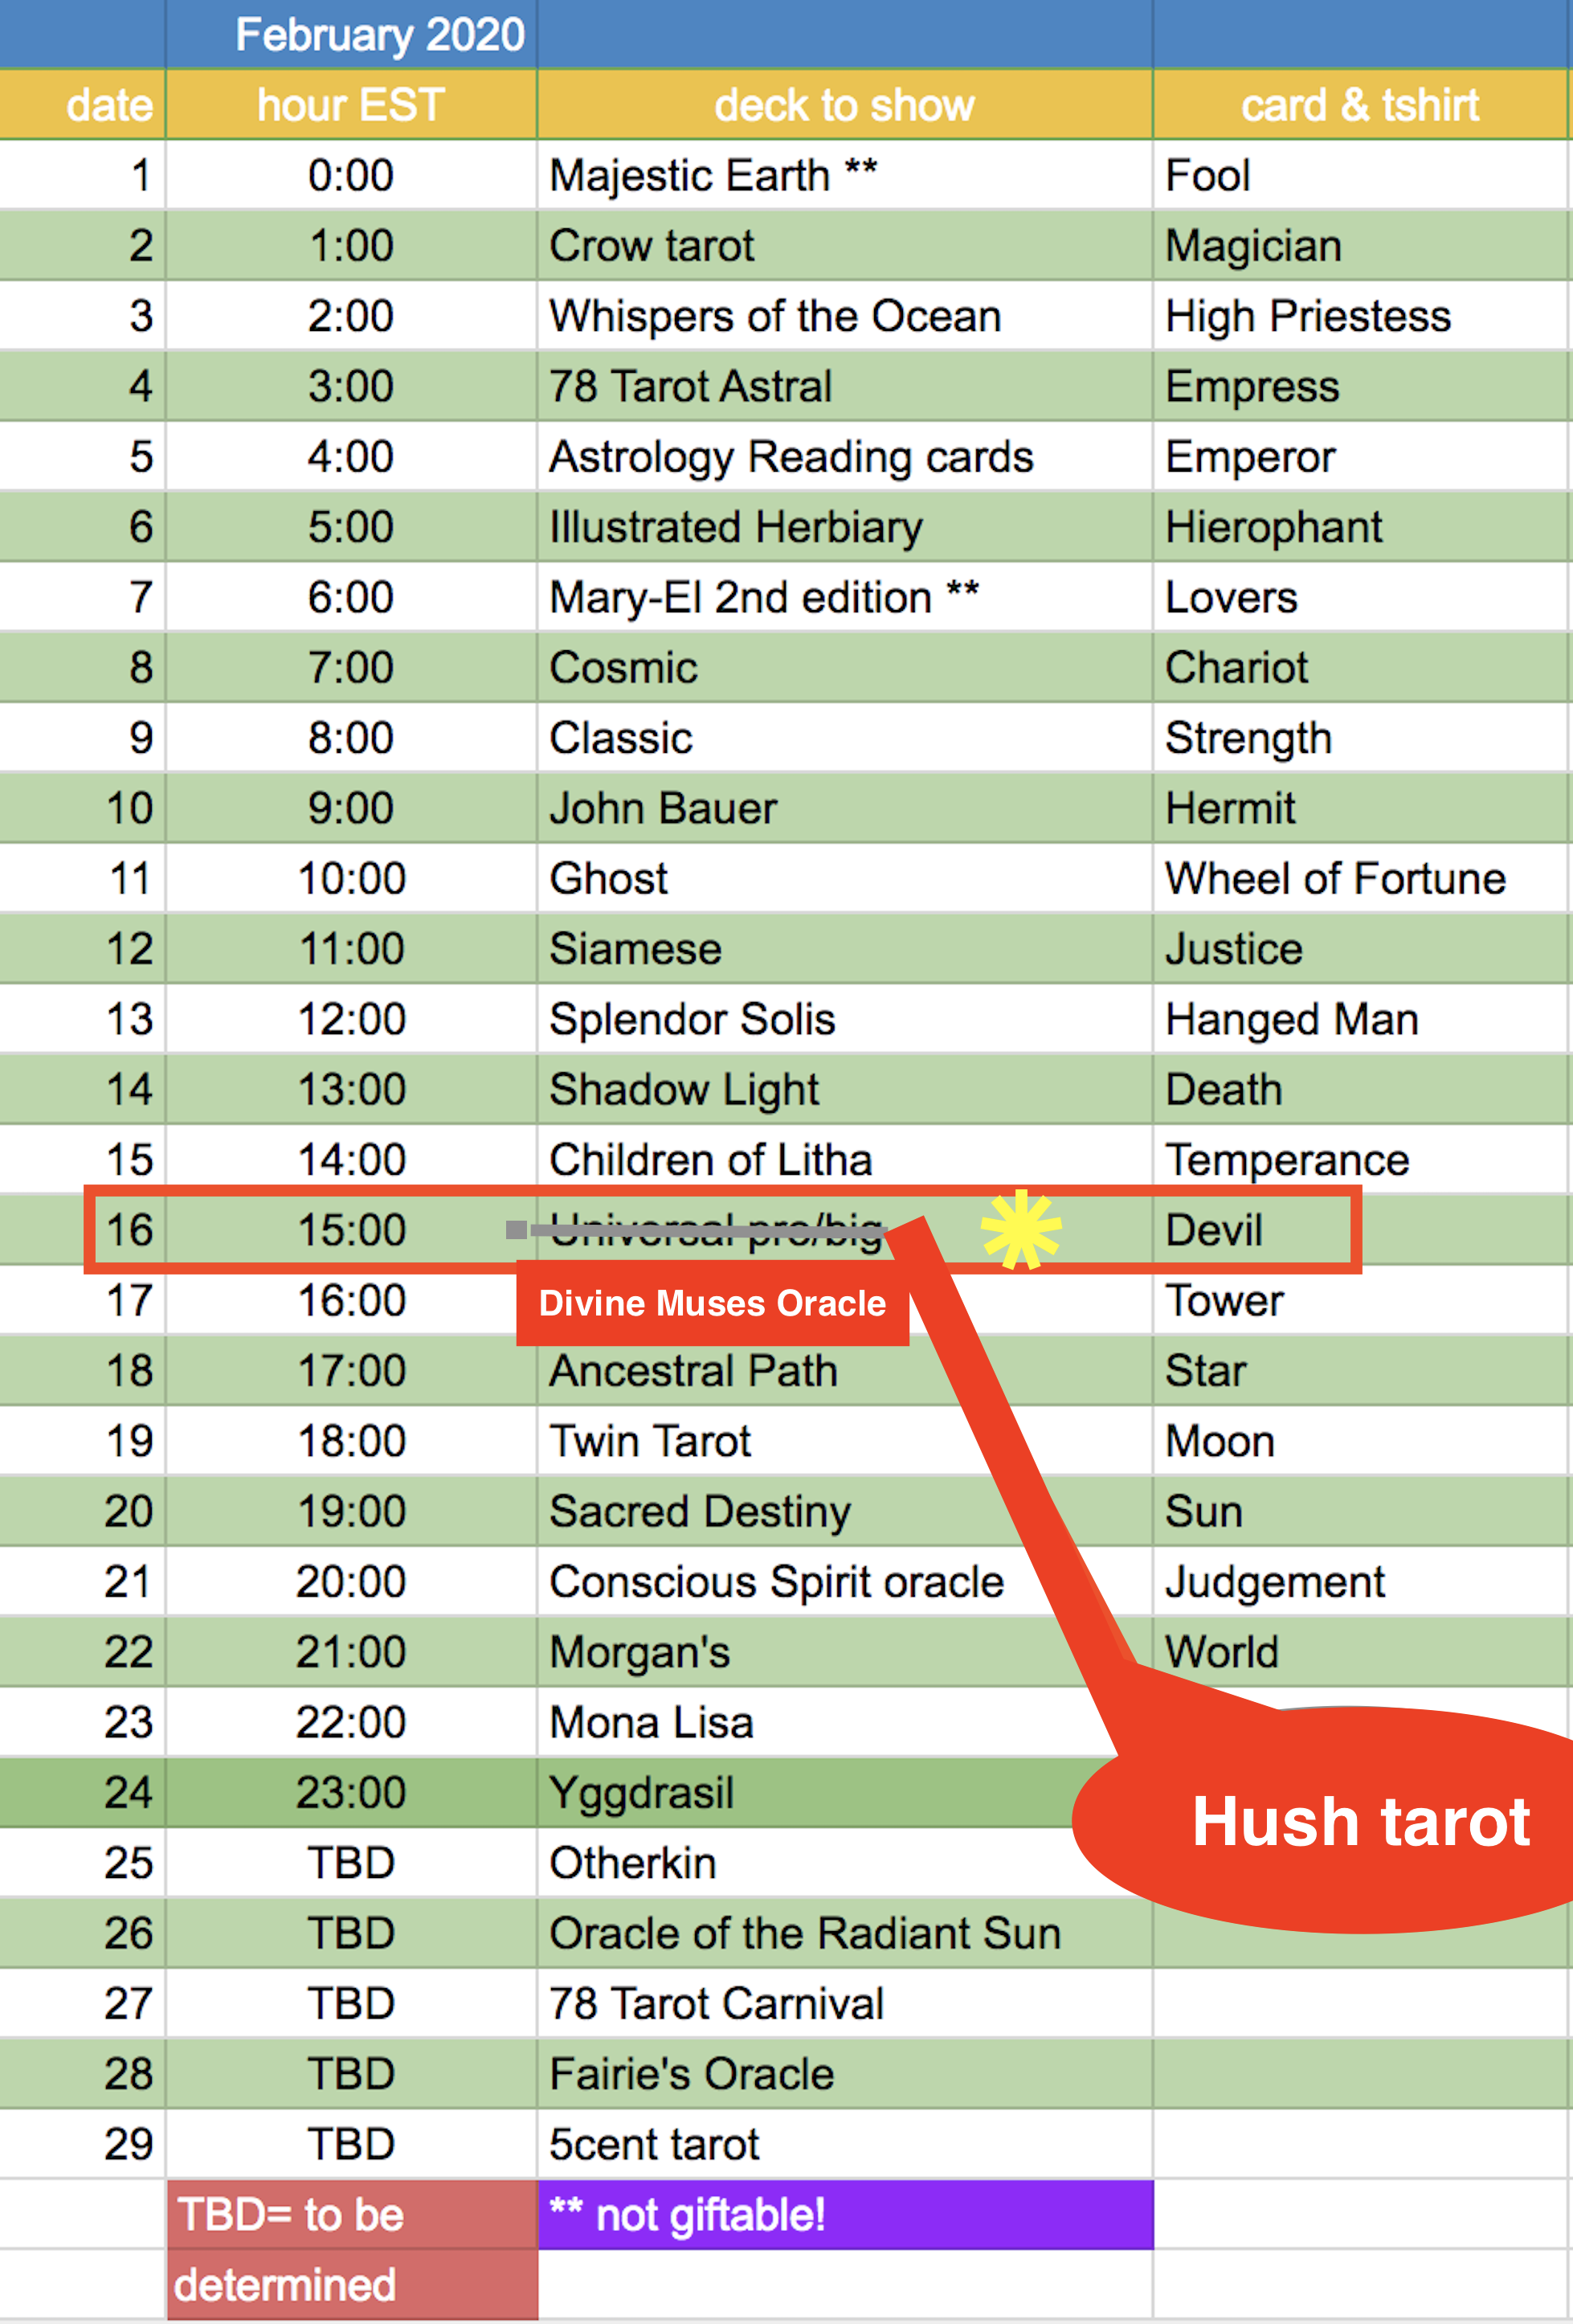 February 2020
date hour EST deck to show card & tshirt
1 0:00 Majestic Earth ** Fool
2 1:00 Crow tarot Magician
3 2:00 Whispers of the Ocean High Priestess
4 3:00 78 Tarot Astral Empress
5 4:00 Astrology Reading cards Emperor
6 5:00 Illustrated Herbiary Hierophant
7 6:00 Mary-El 2nd edition ** Lovers
8 7:00 Cosmic Chariot
9 8:00 Classic Strength
10 9:00 John Bauer Hermit
11 10:00 Ghost Wheel of Fortune
12 11:00 Siamese Justice
13 12:00 Splendor Solis Hanged Man
14 13:00 Shadow Light Death
15 14:00 Children of Litha Temperance
16 15:00 Universal pro/big Devil
17 16:00 Divine Muses Oracle Tower
18 17:00 Ancestral Path Star
19 18:00 Twin Tarot Moon
20 19:00 Sacred Destiny Sun
21 20:00 Conscious Spirit oracle Judgement
22 21:00 Morgan's World
23 22:00 Mona Lisa
24 23:00 Yggdrasil
Hush tarot
25 TBD Otherkin
26 TBD Oracle of the Radiant Sun
27 TBD 78 Tarot Carnival
28 TBD Fairie's Oracle
29 TBD 5cent tarot
TBD= to be ** not giftable!
determined